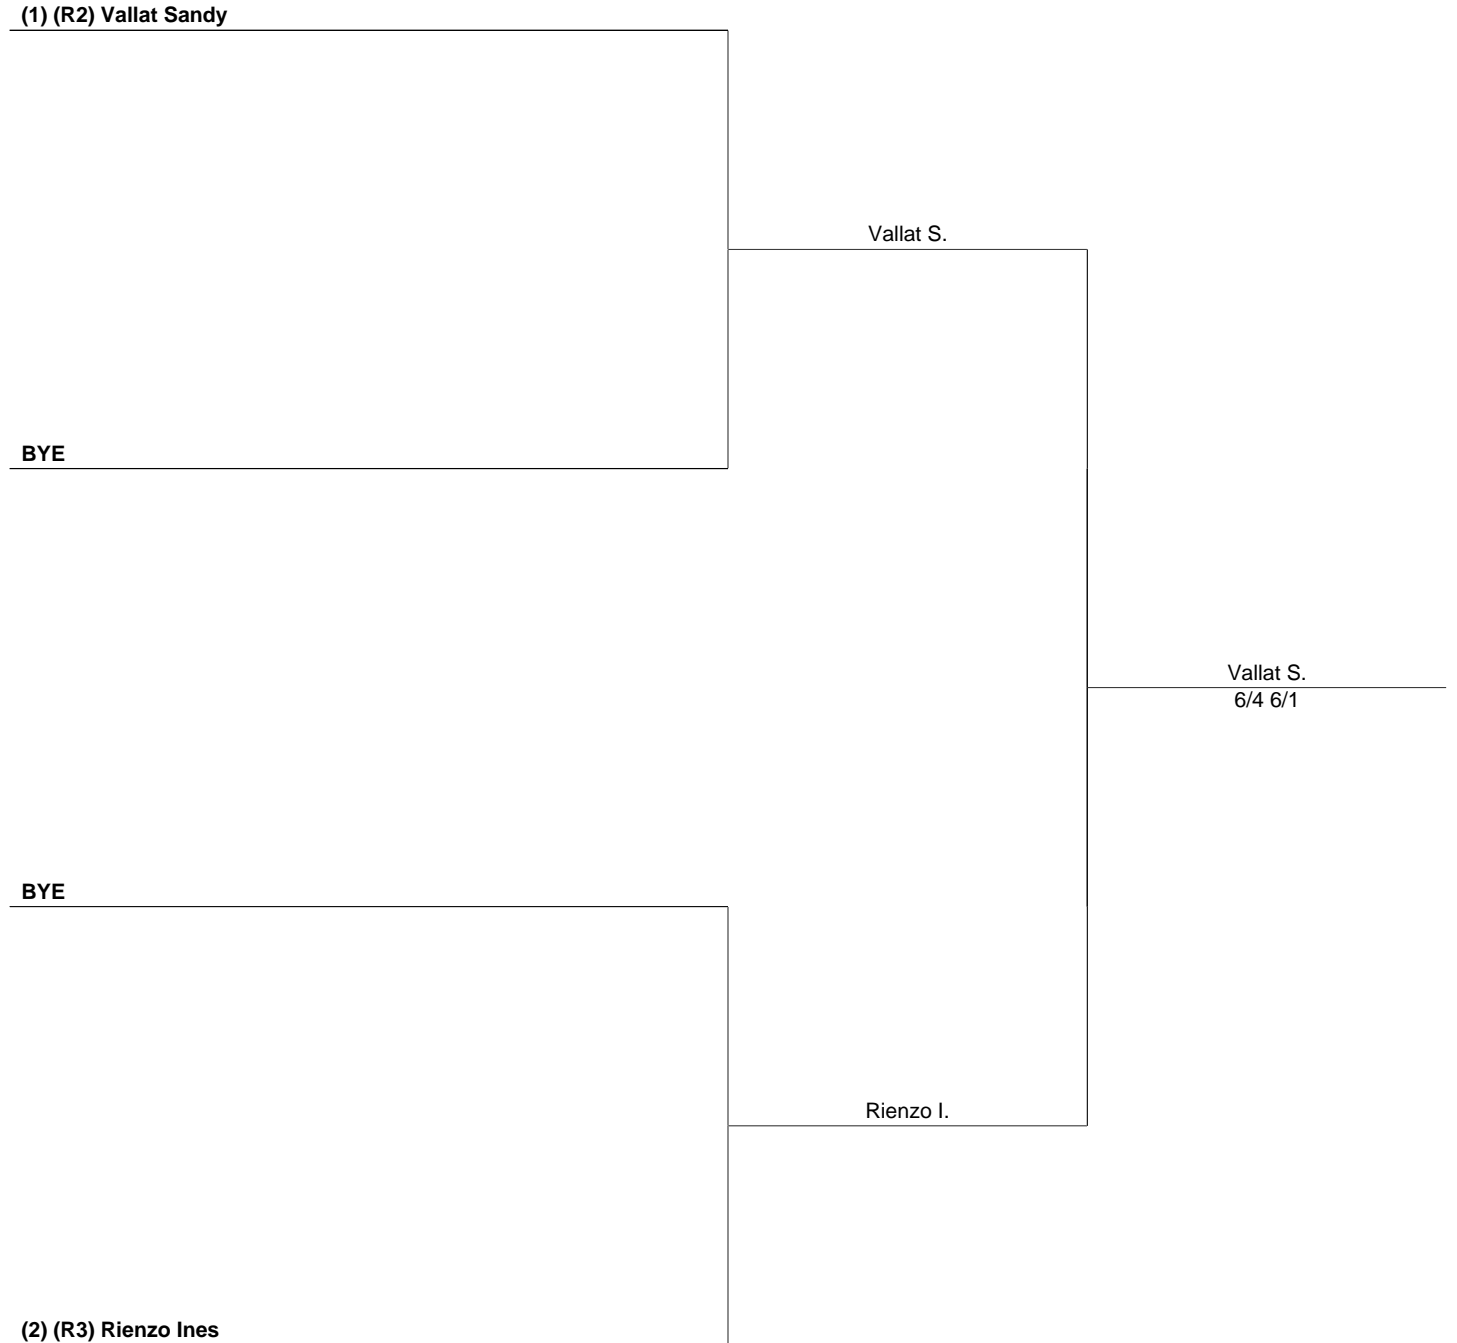 (1) (R2) Vallat Sandy
Vallat S.
BYE
Vallat S.
6/4 6/1
BYE
Rienzo I.
(2) (R3) Rienzo Ines